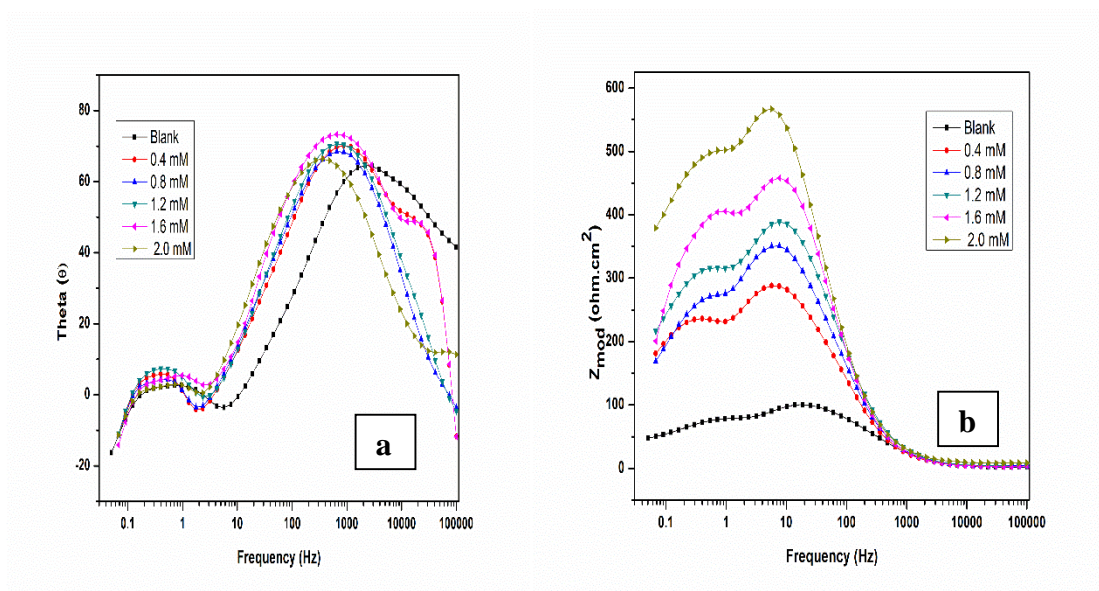 80
60
40
20
0
-20
Theta (θ)
Blank
0.4 mM
0.8 mM
1.2 mM
1.6 mM
2.0 mM
a
0.1
1
10
100
1000
10000
100000
Frequency (Hz)
600
500
400
300
200
100
0
Zmod (ohm.cm²)
Blank
0.4 mM
0.8 mM
1.2 mM
1.6 mM
2.0 mM
b
0.1
1
10
100
1000
10000
100000
Frequency (Hz)